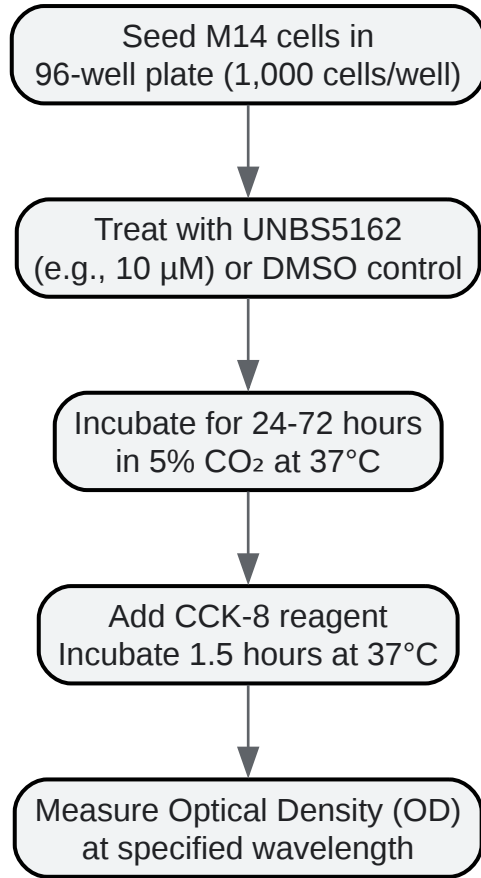 Seed M14 cells in
96-well plate (1,000 cells/well)
Treat with UNBS5162
(e.g., 10 µM) or DMSO control
Incubate for 24-72 hours
in 5% CO₂ at 37°C
Add CCK-8 reagent
Incubate 1.5 hours at 37°C
Measure Optical Density (OD)
at specified wavelength